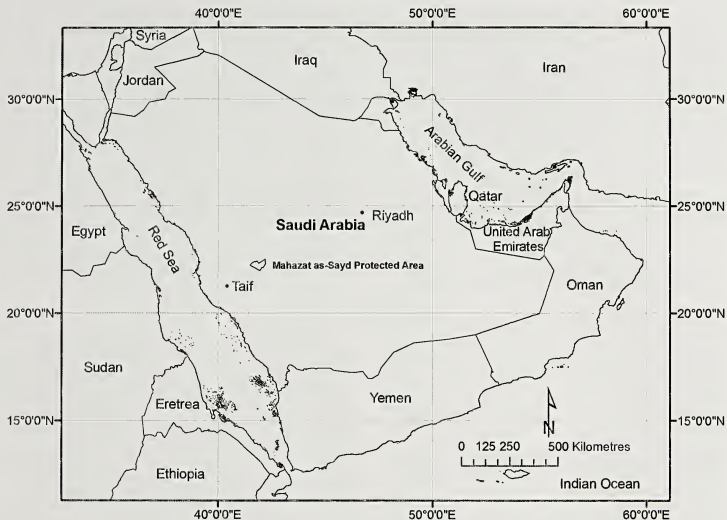 40°0'0"E 50°0'0"E 60°0'0"E
Syria
Iraq
Iran
Jordan
30°0'0"N 30°0'0"N
Arabian Gulf
Qatar
25°0'0"N 25°0'0"N
Riyadh
Saudi Arabia
Egypt
United Arab
Emirates
Red Sea
Mahazat as-Sayd Protected Area
Oman
Taif
20°0'0"N 20°0'0"N
Sudan
Yemen
Eretrea
15°0'0"N 15°0'0"N
N
0 125 250 500 Kilometres
Ethiopia
Indian Ocean
40°0'0"E 50°0'0"E 60°0'0"E